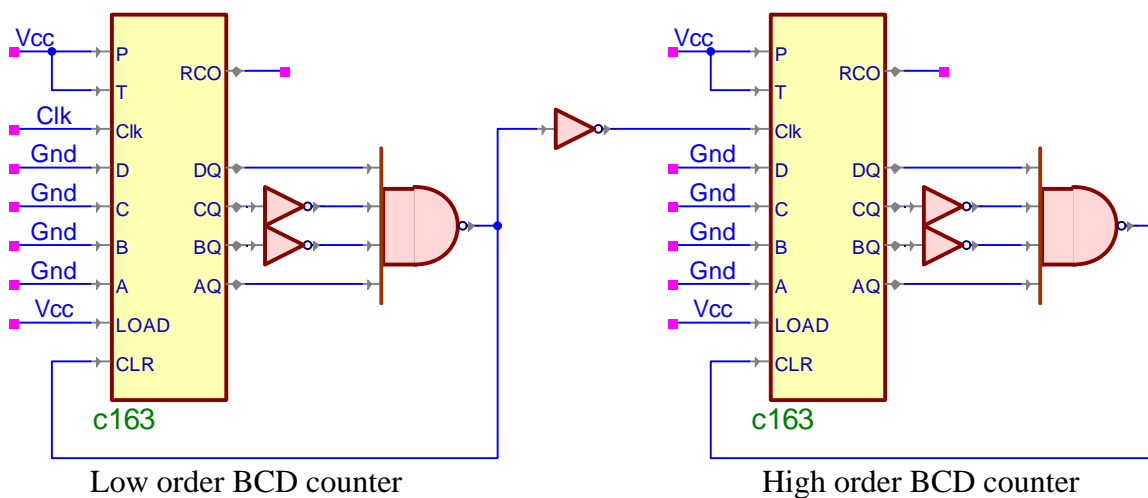 Vcc
P
RCO
T
Clk
Clk
Gnd
D
DQ
Gnd
C
CQ
Gnd
B
BQ
Gnd
A
AQ
Vcc
LOAD
CLR
c163
Low order BCD counter
Vcc
P
RCO
T
Clk
Gnd
D
DQ
Gnd
C
CQ
Gnd
B
BQ
Gnd
A
AQ
Vcc
LOAD
CLR
c163
High order BCD counter